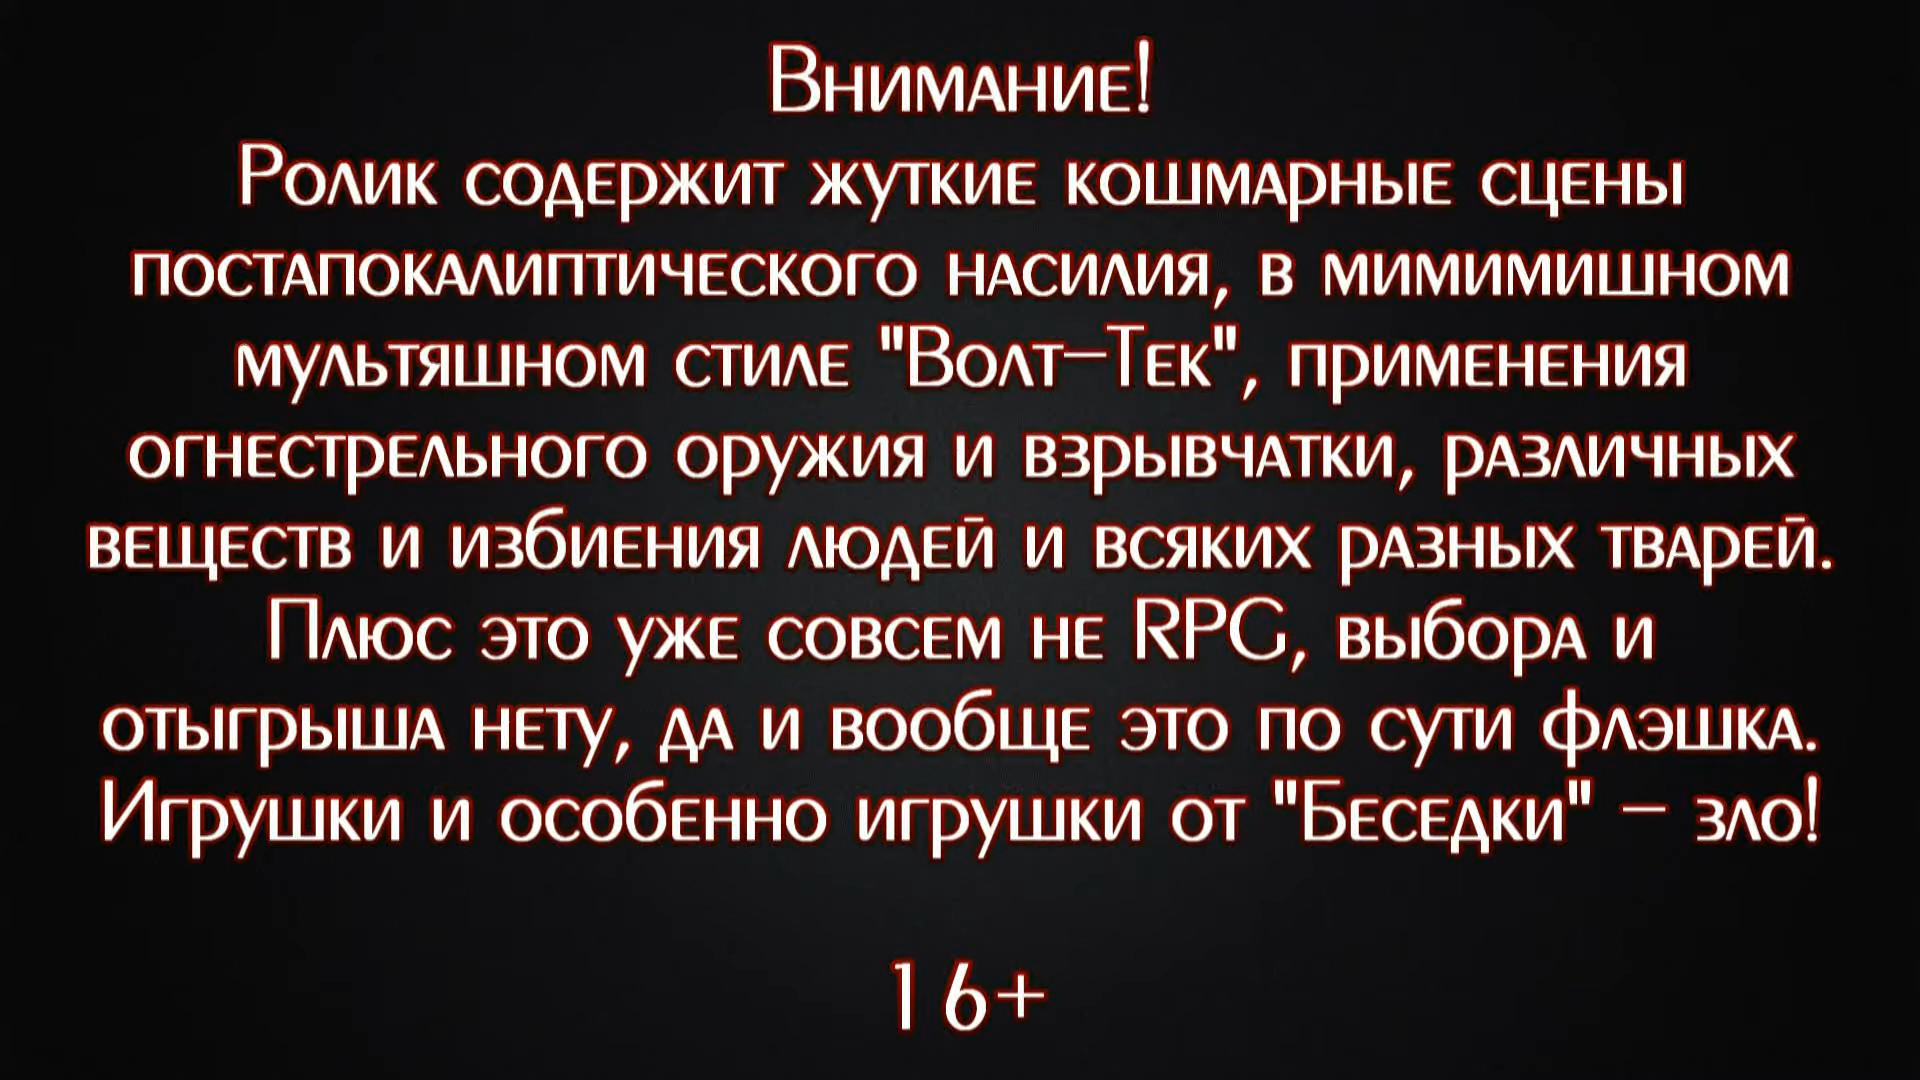 Внимание!
Ролик содержит жуткие кошмарные сцены
постапокалиптического насилия, в мимимишном
мультяшном стиле "Волт-Тек", применения
огнестрельного оружия и взрывчатки, различных
веществ и избиения людей и всяких разных тварей.
Плюс это уже совсем не RPG, выбора и
отыгрыша нету, да и вообще это по сути флэшка.
Игрушки и особенно игрушки от "Беседки" - зло!
16+